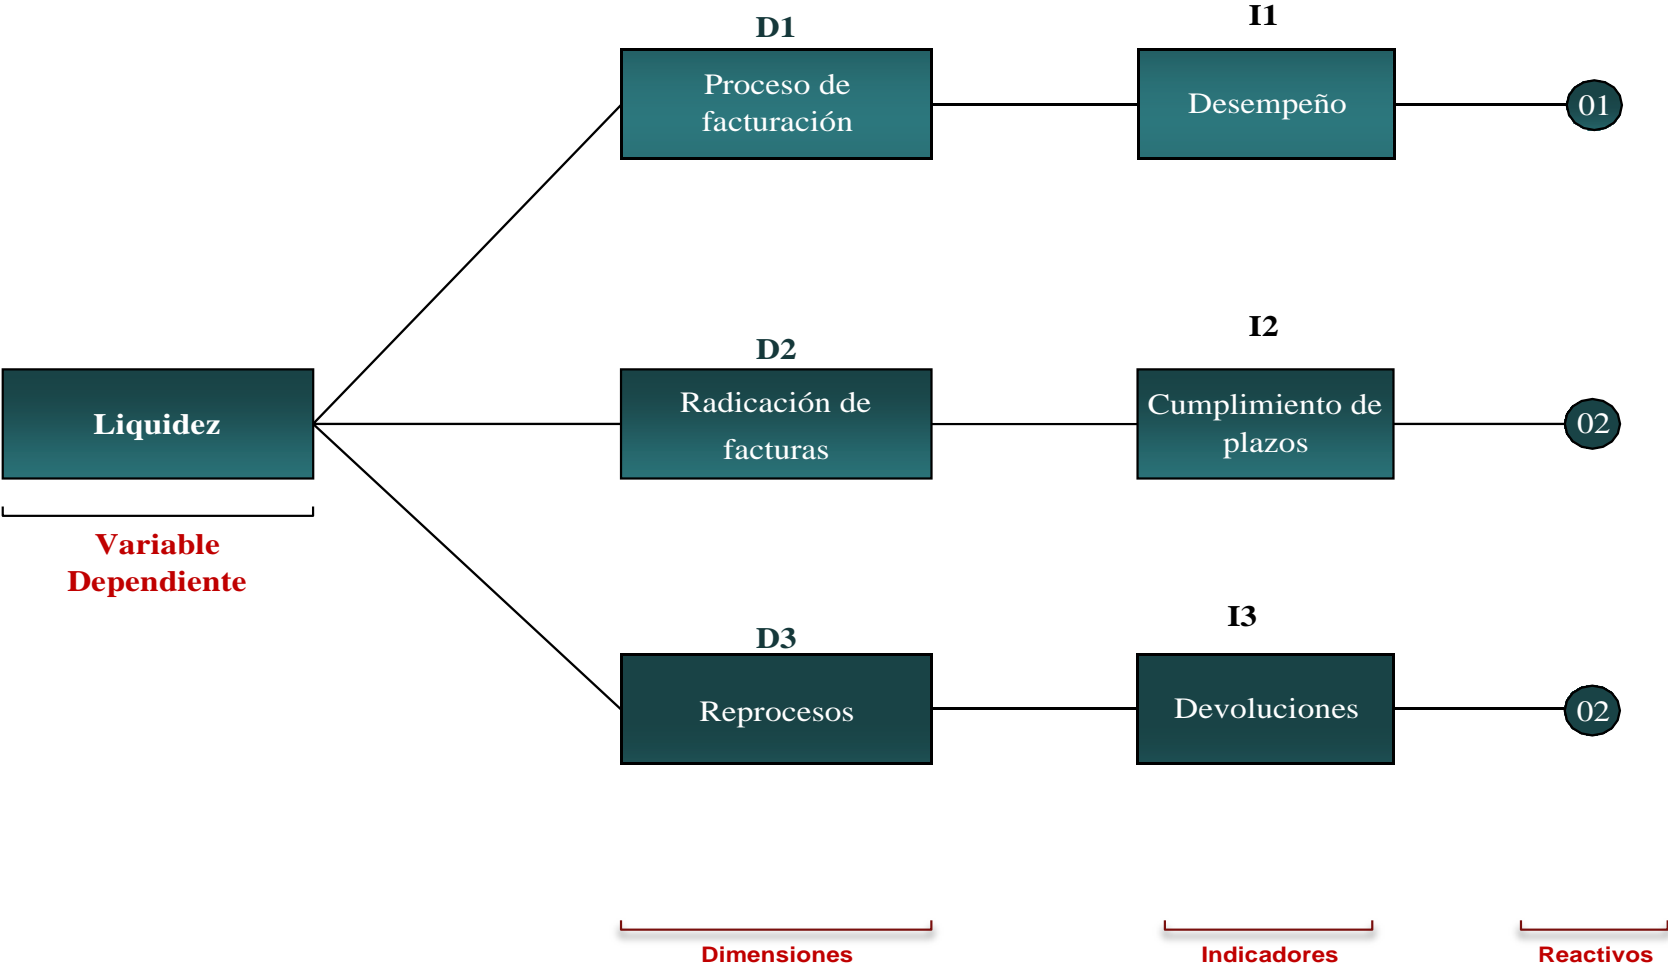 D1
I1
Proceso de
facturación
Desempeño
01
D2
I2
Liquidez
Radicación de
facturas
Cumplimiento de
plazos
02
Variable
Dependiente
D3
I3
Reprocesos
Devoluciones
02
Dimensiones
Indicadores
Reactivos